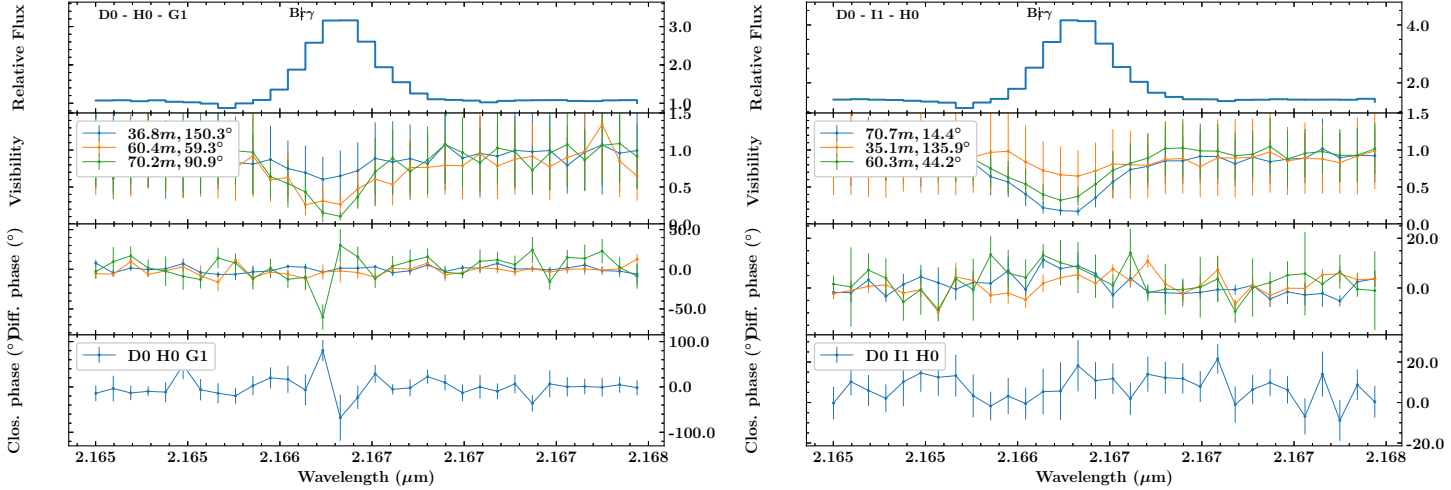 D0 - H0 - G1
Brγ
Relative Flux
3.0
2.0
1.0
36.8m, 150.3°
60.4m, 59.3°
70.2m, 90.9°
Visibility
1.5
1.0
0.5
0.0
Diff. phase (°)
50.0
0.0
-50.0
D0 H0 G1
Clos. phase (°)
100.0
0.0
-100.0
2.165 2.165 2.166 2.167 2.167 2.167 2.168
Wavelength (μm)
D0 - I1 - H0
Brγ
Relative Flux
4.0
2.0
70.7m, 14.4°
35.1m, 135.9°
60.3m, 44.2°
Visibility
1.5
1.0
0.5
0.0
Diff. phase (°)
20.0
0.0
D0 I1 H0
Clos. phase (°)
20.0
0.0
-20.0
2.165 2.165 2.166 2.167 2.167 2.167 2.168
Wavelength (μm)